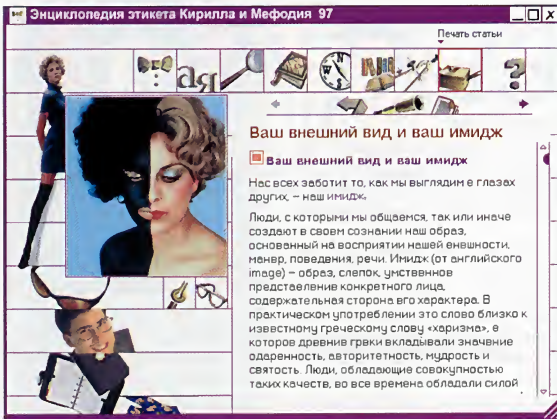 Энциклопедия этикета Кирилла и Мефодия 97
Печать статьи
ая
?
Ваш внешний вид и ваш имидж
Ваш внешний вид и ваш имидж
Нас всех заботит то, как мы выглядим в глазах
других, – наш имидж.
Люди, с которыми мы общаемся, так или иначе
создают в своем сознании наш образ,
основанный на восприятии нашей внешности,
манер, поведения, речи. Имидж (от английского
image) – образ, слепок, умственное
представление конкретного лица,
содержательная сторона его характера. В
практическом употреблении это слово близко к
известному греческому слову «харизма», в
которое древние греки вкладывали значение
одаренность, авторитетность, мудрость и
святость. Люди, обладающие совокупностью
таких качеств, во все времена обладали силой